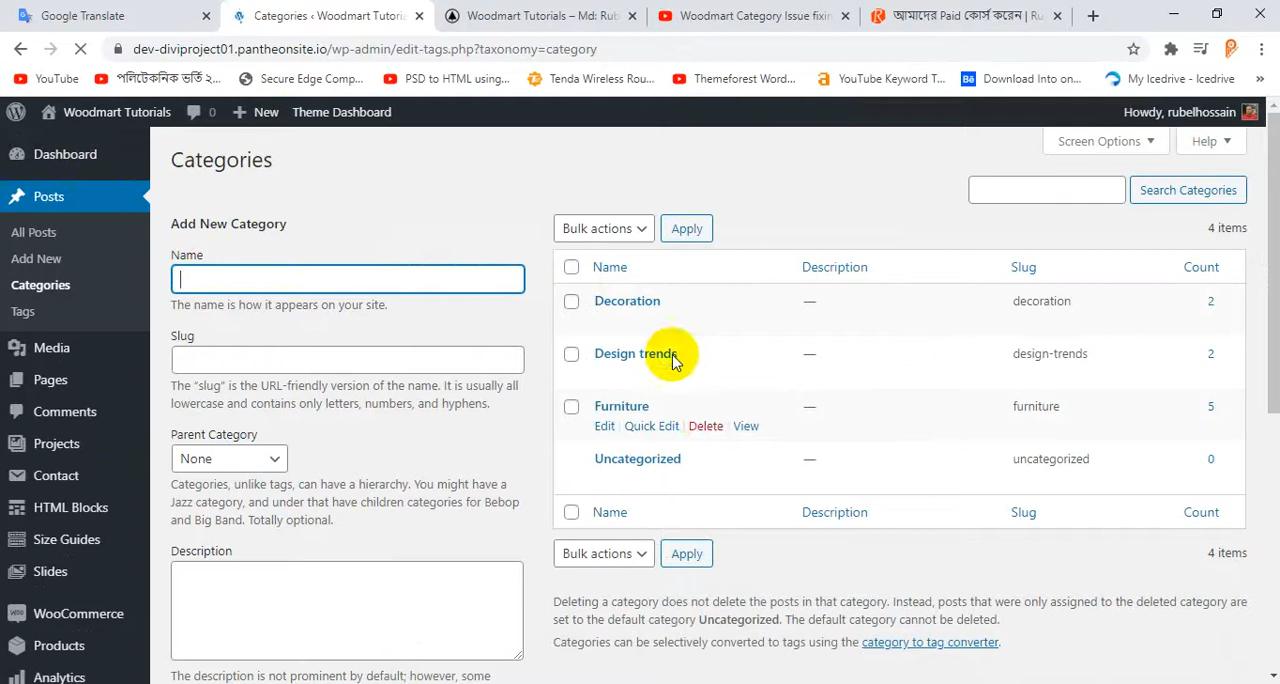 Google Translate
Categories ‹ Woodmart Tutoria
Woodmart Tutorials – Md: Rub
Woodmart Category Issue fixin
আমাদের Paid কোর্স করেন | Ru
dev-diviproject01.pantheonsite.io/wp-admin/edit-tags.php?taxonomy=category
YouTube
পলিটেকনিক ভর্তি ২...
Secure Edge Comp...
PSD to HTML using...
Tenda Wireless Rou...
Themeforest Word...
YouTube Keyword T...
Download Into on...
My Icedrive - Icedrive
»
Woodmart Tutorials
0
New
Theme Dashboard
Howdy, rubelhossain
Dashboard
Posts
All Posts
Add New
Categories
Tags
Media
Pages
Comments
Projects
Contact
HTML Blocks
Size Guides
Slides
WooCommerce
Products
Analytics
Categories
Screen Options
Help
Search Categories
Add New Category
Name
The name is how it appears on your site.
Slug
The “slug” is the URL-friendly version of the name. It is usually all
lowercase and contains only letters, numbers, and hyphens.
Parent Category
None
Categories, unlike tags, can have a hierarchy. You might have a
Jazz category, and under that have children categories for Bebop
and Big Band. Totally optional.
Description
The description is not prominent by default; however, some
Bulk actions
Apply
4 items
Name Description Slug Count
Decoration — decoration 2
Design trends — design-trends 2
Furniture — furniture 5
Edit | Quick Edit | Delete | View
Uncategorized — uncategorized 0
Name Description Slug Count
Bulk actions
Apply
4 items
Deleting a category does not delete the posts in that category. Instead, posts that were only assigned to the deleted category are
set to the default category Uncategorized. The default category cannot be deleted.
Categories can be selectively converted to tags using the category to tag converter.